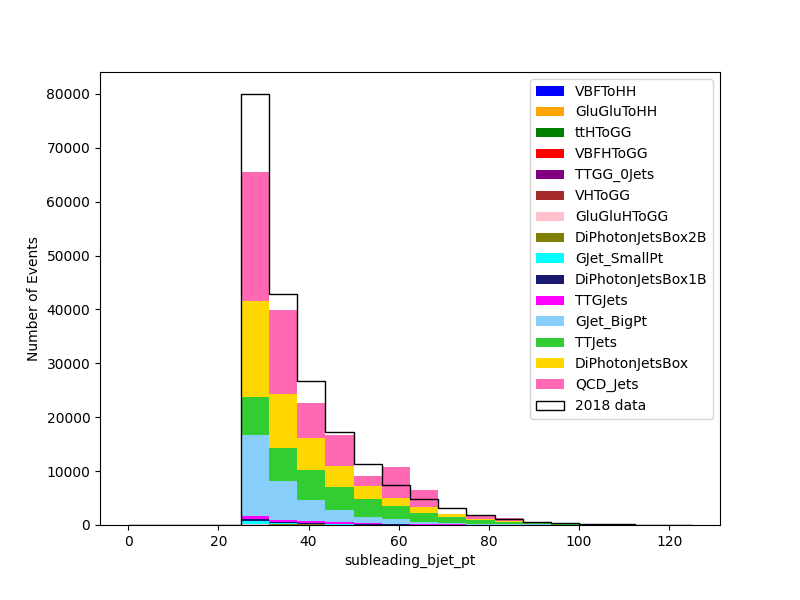 80000
70000
60000
50000
40000
30000
20000
10000
0
Number of Events
0
20
40
60
80
100
120
subleading_bjet_pt
VBFToHH
GluGluToHH
ttHToGG
VBFHToGG
TTGG_0Jets
VHToGG
GluGluHToGG
DiPhotonJetsBox2B
GJet_SmallPt
DiPhotonJetsBox1B
TTGJets
GJet_BigPt
TTJets
DiPhotonJetsBox
QCD_Jets
2018 data